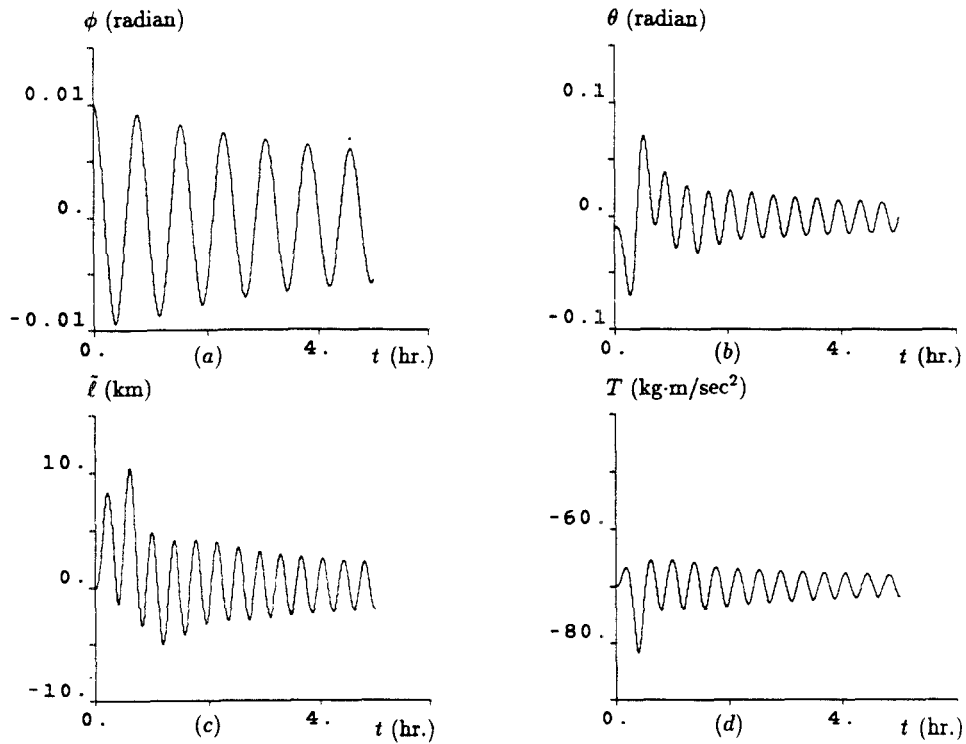 ϕ (radian)
0.01
0.
-0.01
0.
4.
(a)
t (hr.)
θ (radian)
0.1
0.
-0.1
0.
4.
(b)
t (hr.)
ℓ̃ (km)
10.
0.
-10.
0.
4.
(c)
t (hr.)
T (kg·m/sec²)
-60.
-80.
0.
4.
(d)
t (hr.)